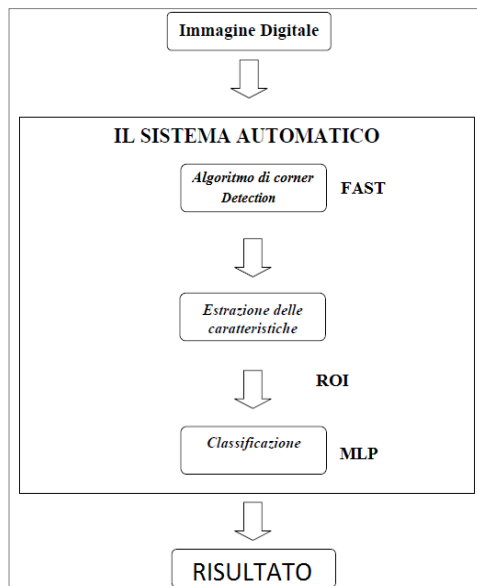 Immagine Digitale
IL SISTEMA AUTOMATICO
Algoritmo di corner
Detection
FAST
Estrazione delle
caratteristiche
ROI
Classificazione
MLP
RISULTATO